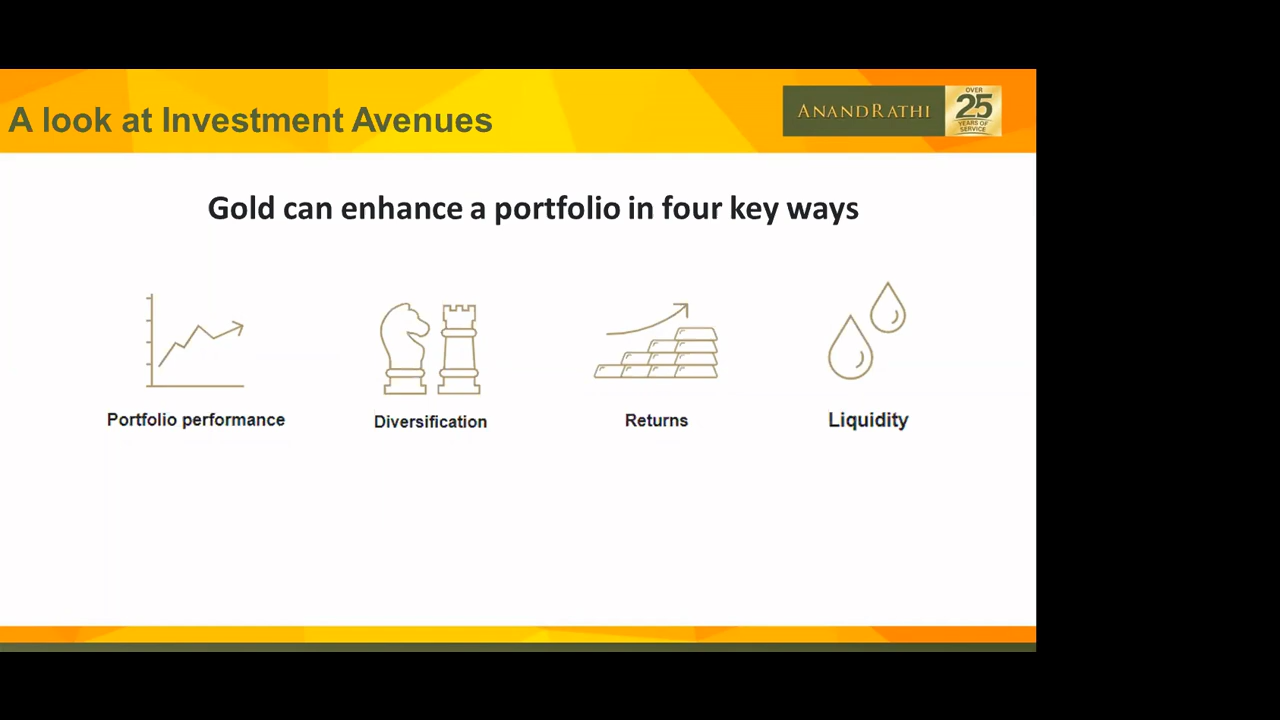 A look at Investment Avenues
ANANDRATHI
OVER
25
YEARS OF
SERVICE
Gold can enhance a portfolio in four key ways
Portfolio performance
Diversification
Returns
Liquidity